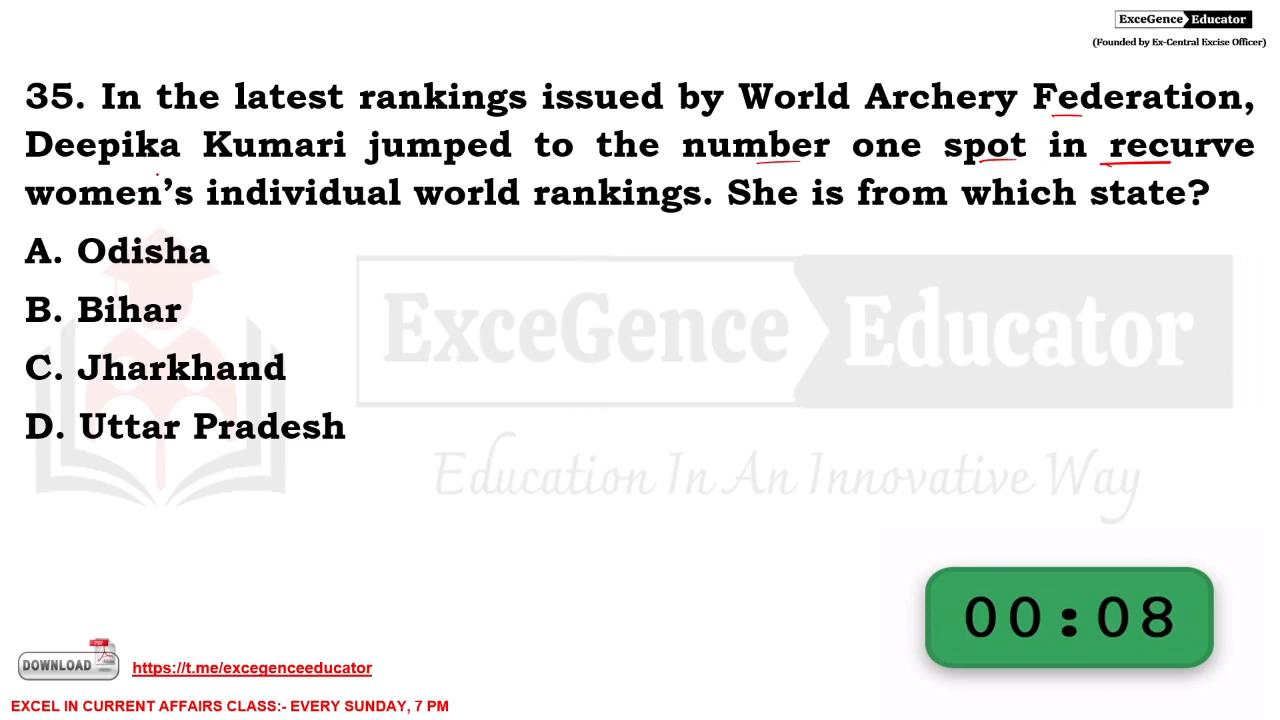 ExceGence Educator
(Founded by Ex-Central Excise Officer)
35. In the latest rankings issued by World Archery Federation,
Deepika Kumari jumped to the number one spot in recurve
women’s individual world rankings. She is from which state?
A. Odisha
B. Bihar
C. Jharkhand
D. Uttar Pradesh
ExceGence Educator
Education In An Innovative Way
00:08
PDF
DOWNLOAD
https://t.me/excegenceeducator
EXCEL IN CURRENT AFFAIRS CLASS:- EVERY SUNDAY, 7 PM